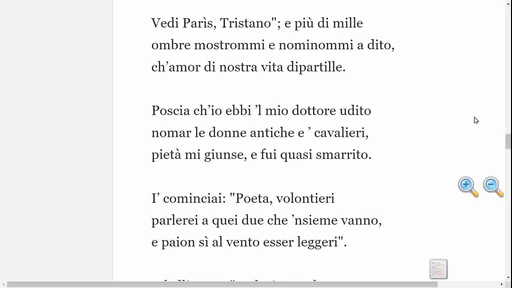 Vedi Parìs, Tristano"; e più di mille
ombre mostrommi e nominommi a dito,
ch'amor di nostra vita dipartille.
Poscia ch'io ebbi 'l mio dottore udito
nomar le donne antiche e ' cavalieri,
pietà mi giunse, e fui quasi smarrito.
I' cominciai: "Poeta, volontieri
parlerei a quei due che 'nsieme vanno,
e paion sì al vento esser leggeri".